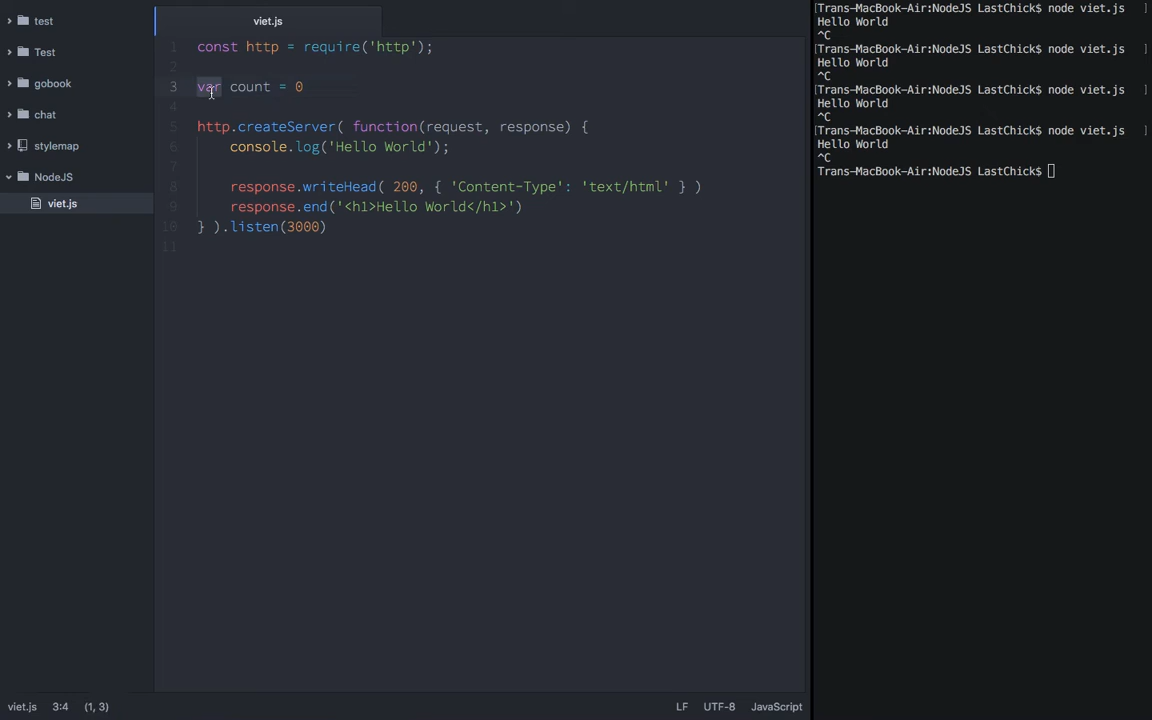 test
Test
gobook
chat
stylemap
NodeJS
viet.js
viet.js
1 const http = require('http');
2
3 var count = 0
4
5 http.createServer( function(request, response) {
6 console.log('Hello World');
7
8 response.writeHead( 200, { 'Content-Type': 'text/html' } )
9 response.end('<h1>Hello World</h1>')
10 } ).listen(3000)
11
viet.js 3:4 (1, 3)
LF UTF-8 JavaScript
[Trans-MacBook-Air:NodeJS LastChick$ node viet.js ]
Hello World
^C
[Trans-MacBook-Air:NodeJS LastChick$ node viet.js ]
Hello World
^C
[Trans-MacBook-Air:NodeJS LastChick$ node viet.js ]
Hello World
^C
[Trans-MacBook-Air:NodeJS LastChick$ node viet.js ]
Hello World
^C
Trans-MacBook-Air:NodeJS LastChick$